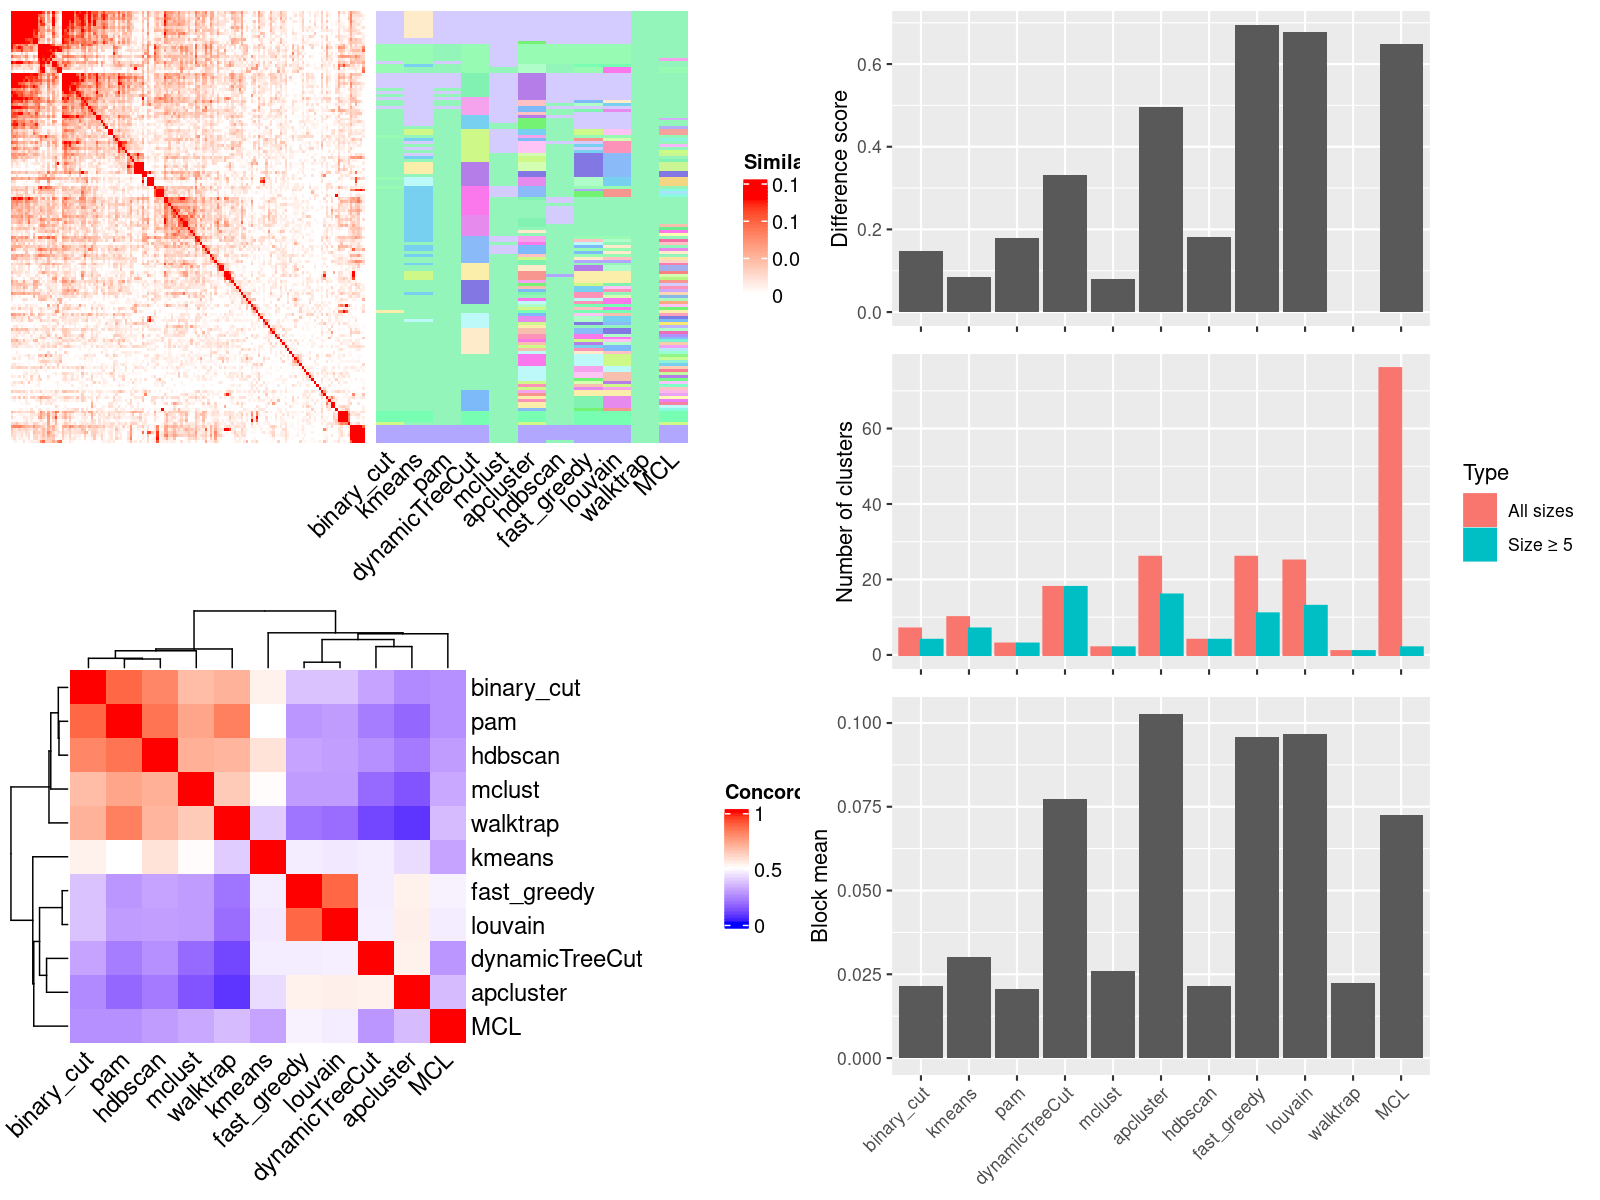 Simila
0.1
0.1
0.0
0
binary_cut
kmeans
pam
dynamicTreeCut
mclust
apcluster
hdbscan
fast_greedy
louvain
walktrap
MCL
binary_cut
pam
hdbscan
mclust
walktrap
kmeans
fast_greedy
louvain
dynamicTreeCut
apcluster
MCL
binary_cut
pam
hdbscan
mclust
walktrap
kmeans
fast_greedy
louvain
dynamicTreeCut
apcluster
MCL
Concord
1
0.5
0
Difference score
0.6
0.4
0.2
0.0
Number of clusters
60
40
20
0
Type
All sizes
Size ≥ 5
Block mean
0.100
0.075
0.050
0.025
0.000
binary_cut
kmeans
pam
dynamicTreeCut
mclust
apcluster
hdbscan
fast_greedy
louvain
walktrap
MCL